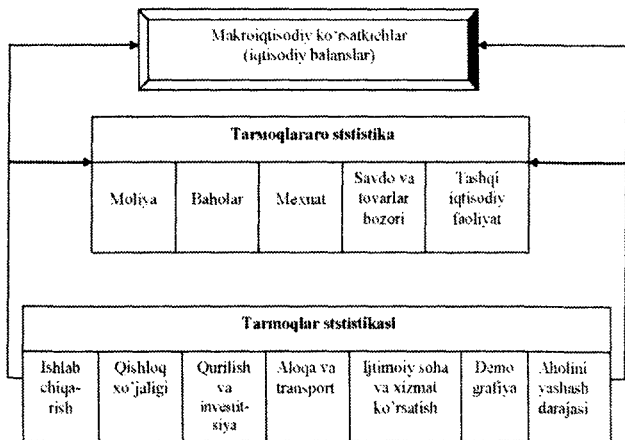 Makroiqtisodiy ko'rsatkichlar
(iqtisodiy balanslar)
Tarmoqlararo ststistika
Moliya
Baholar
Mexnat
Savdo va
tovarlar
bozori
Tashqi
iqtisodiy
faoliyat
Tarmoqlar ststistikasi
Ishlab
chiqa-
rish
Qishloq
xo'jaligi
Qurilish
va
investit-
siya
Aloqa va
transport
Ijtimoiy soha
va xizmat
ko'rsatish
Demo
grafiya
Aholini
yashash
darajasi